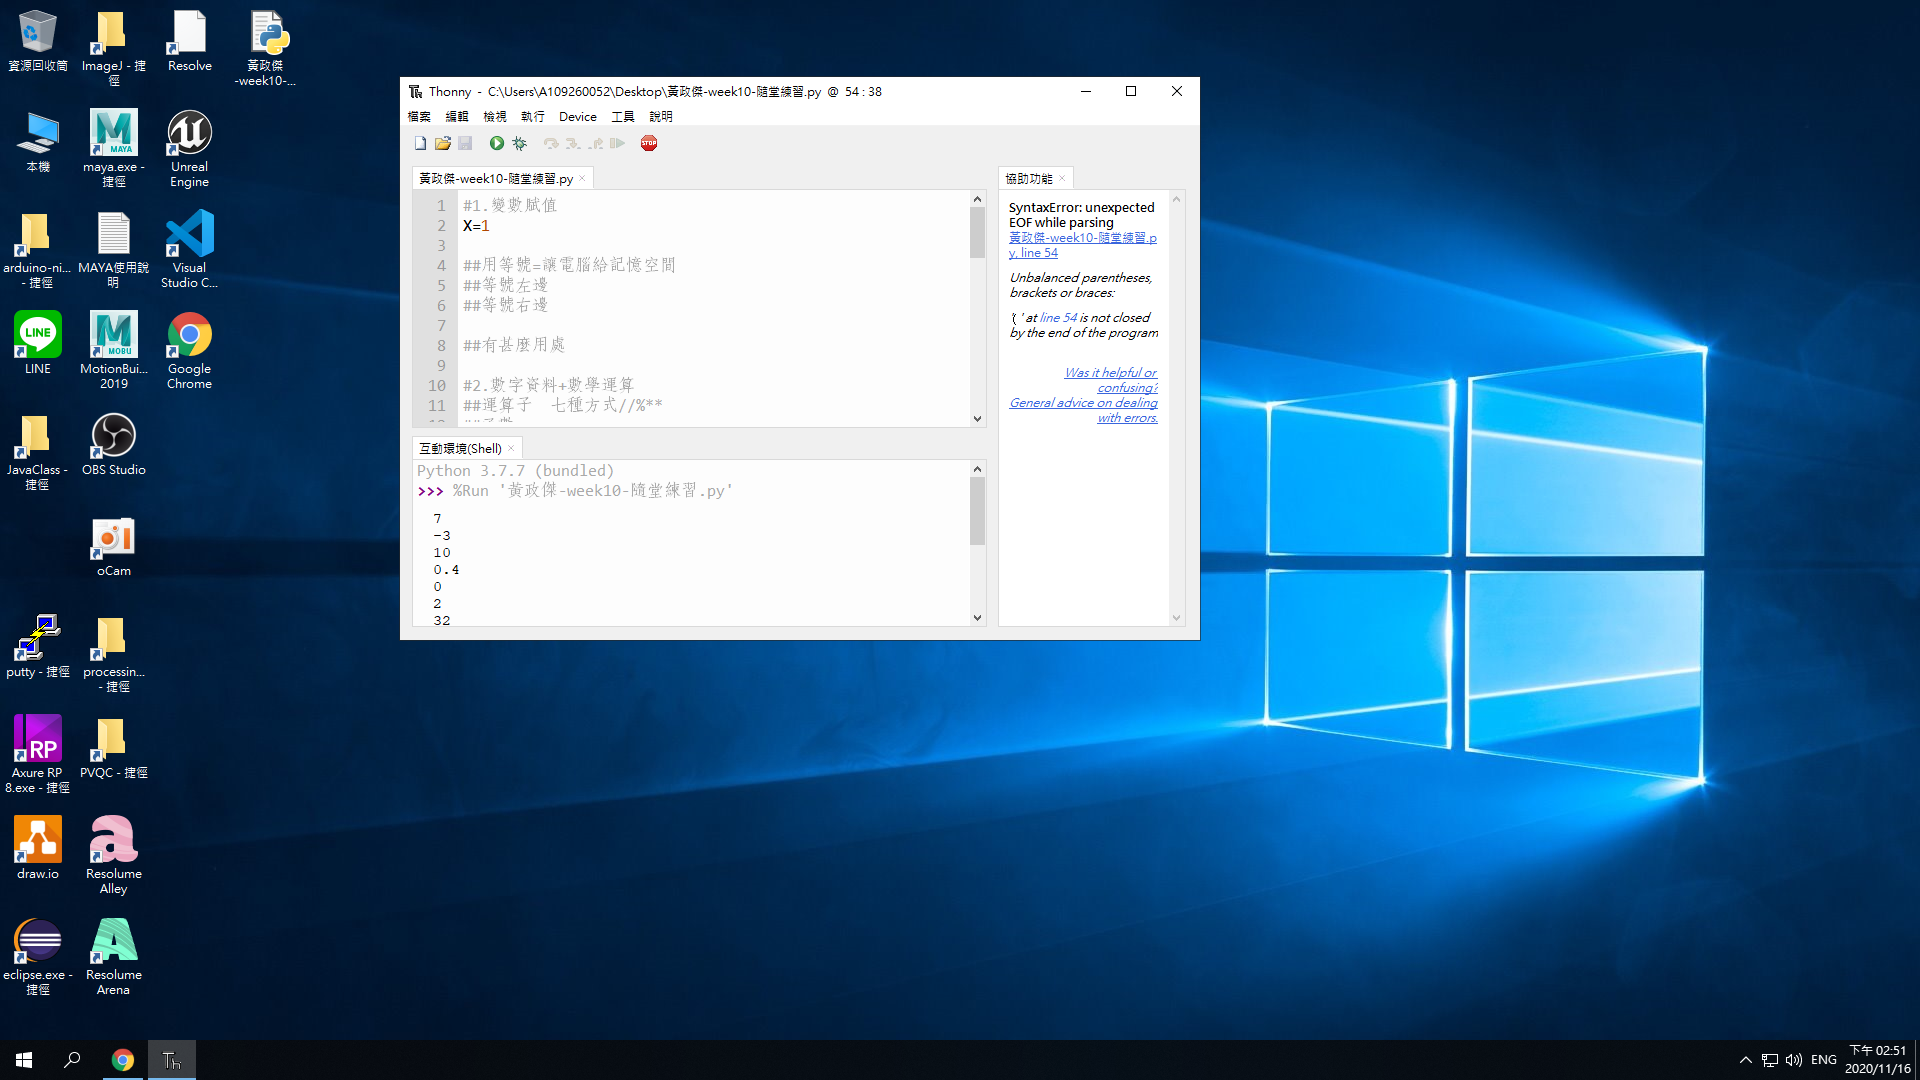 資源回收筒
ImageJ - 捷
徑
Resolve
黃政傑
-week10-...
本機
maya.exe -
捷徑
Unreal
Engine
arduino-ni...
- 捷徑
MAYA使用說
明
Visual
Studio C...
LINE
LINE
MotionBui...
2019
Google
Chrome
JavaClass -
捷徑
OBS Studio
oCam
putty - 捷徑
processin...
- 捷徑
Axure RP
8.exe - 捷徑
PVQC - 捷徑
draw.io
Resolume
Alley
eclipse.exe -
捷徑
Resolume
Arena
MAYA
MOBU
RP
Thonny - C:\Users\A109260052\Desktop\黃政傑-week10-隨堂練習.py @ 54 : 38
檔案 編輯 檢視 執行 Device 工具 說明
STOP
黃政傑-week10-隨堂練習.py
1 #1.變數賦值
2 X=1
3
4 ##用等號=讓電腦給記憶空間
5 ##等號左邊
6 ##等號右邊
7
8 ##有甚麼用處
9
10 #2.數字資料+數學運算
11 ##運算子 七種方式//%**
互動環境(Shell)
Python 3.7.7 (bundled)
>>> %Run '黃政傑-week10-隨堂練習.py'
7
-3
10
0.4
0
2
32
協助功能
SyntaxError: unexpected
EOF while parsing
黃政傑-week10-隨堂練習.p
y, line 54
Unbalanced parentheses,
brackets or braces:
'(' at line 54 is not closed
by the end of the program
Was it helpful or
confusing?
General advice on dealing
with errors.
ENG
下午 02:51
2020/11/16